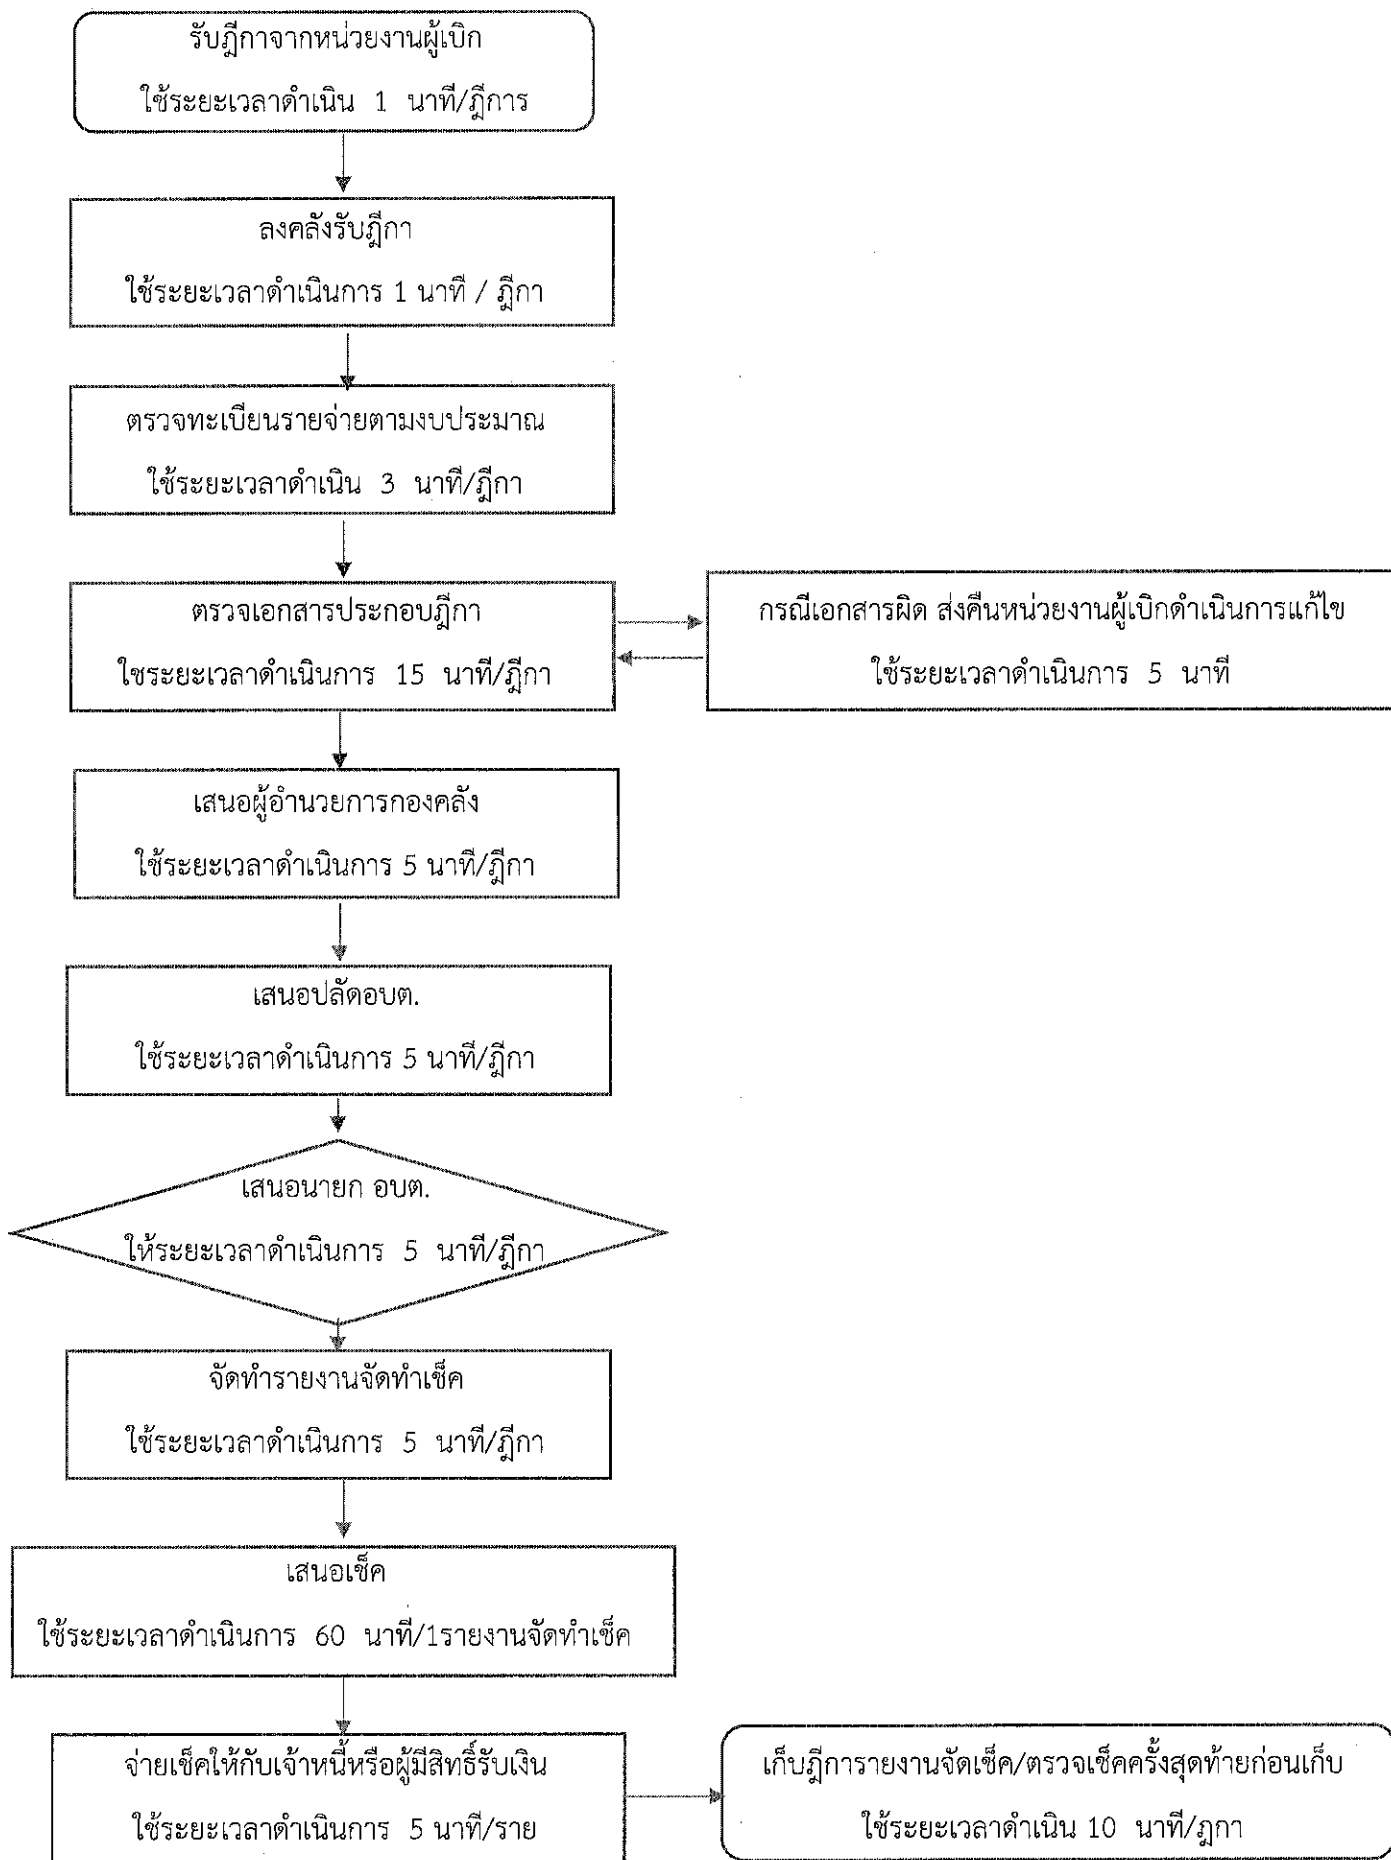 รับฎีกาจากหน่วยงานผู้เบิก
ใช้ระยะเวลาดำเนิน 1 นาที/ฎีการ
ลงคลังรับฎีกา
ใช้ระยะเวลาดำเนินการ 1 นาที / ฎีกา
ตรวจทะเบียนรายจ่ายตามงบประมาณ
ใช้ระยะเวลาดำเนิน 3 นาที/ฎีกา
ตรวจเอกสารประกอบฎีกา
ใชระยะเวลาดำเนินการ 15 นาที/ฎีกา
กรณีเอกสารผิด ส่งคืนหน่วยงานผู้เบิกดำเนินการแก้ไข
ใช้ระยะเวลาดำเนินการ 5 นาที
เสนอผู้อำนวยการกองคลัง
ใช้ระยะเวลาดำเนินการ 5 นาที/ฎีกา
เสนอปลัดอบต.
ใช้ระยะเวลาดำเนินการ 5 นาที/ฎีกา
เสนอนายก อบต.
ให้ระยะเวลาดำเนินการ 5 นาที/ฎีกา
จัดทำรายงานจัดทำเช็ค
ใช้ระยะเวลาดำเนินการ 5 นาที/ฎีกา
เสนอเช็ค
ใช้ระยะเวลาดำเนินการ 60 นาที/1รายงานจัดทำเช็ค
จ่ายเช็คให้กับเจ้าหนี้หรือผู้มีสิทธิ์รับเงิน
ใช้ระยะเวลาดำเนินการ 5 นาที/ราย
เก็บฎีการายงานจัดเช็ค/ตรวจเช็คครั้งสุดท้ายก่อนเก็บ
ใช้ระยะเวลาดำเนิน 10 นาที/ฎกา